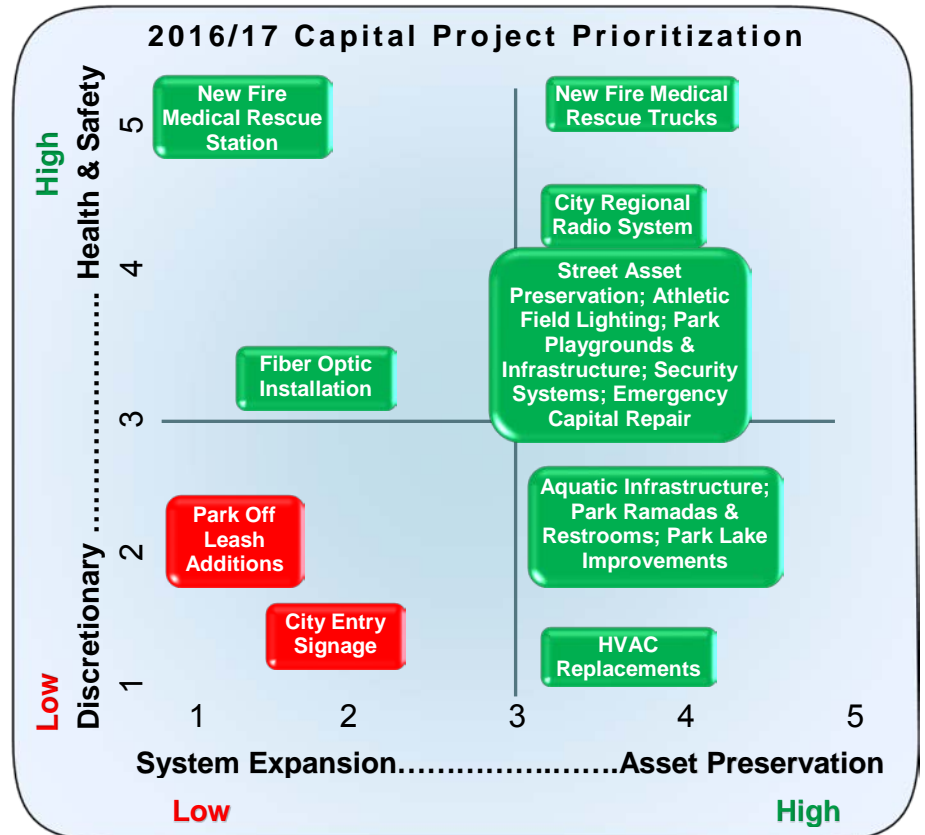 2016/17 Capital Project Prioritization
High
Health & Safety
Discretionary ..................
Low
5
4
3
2
1
New Fire
Medical Rescue
Station
New Fire Medical
Rescue Trucks
City Regional
Radio System
Street Asset
Preservation; Athletic
Field Lighting; Park
Playgrounds &
Infrastructure; Security
Systems; Emergency
Capital Repair
Fiber Optic
Installation
Park Off
Leash
Additions
City Entry
Signage
Aquatic Infrastructure;
Park Ramadas &
Restrooms; Park Lake
Improvements
HVAC
Replacements
1 2 3 4 5
System Expansion.......................Asset Preservation
Low High